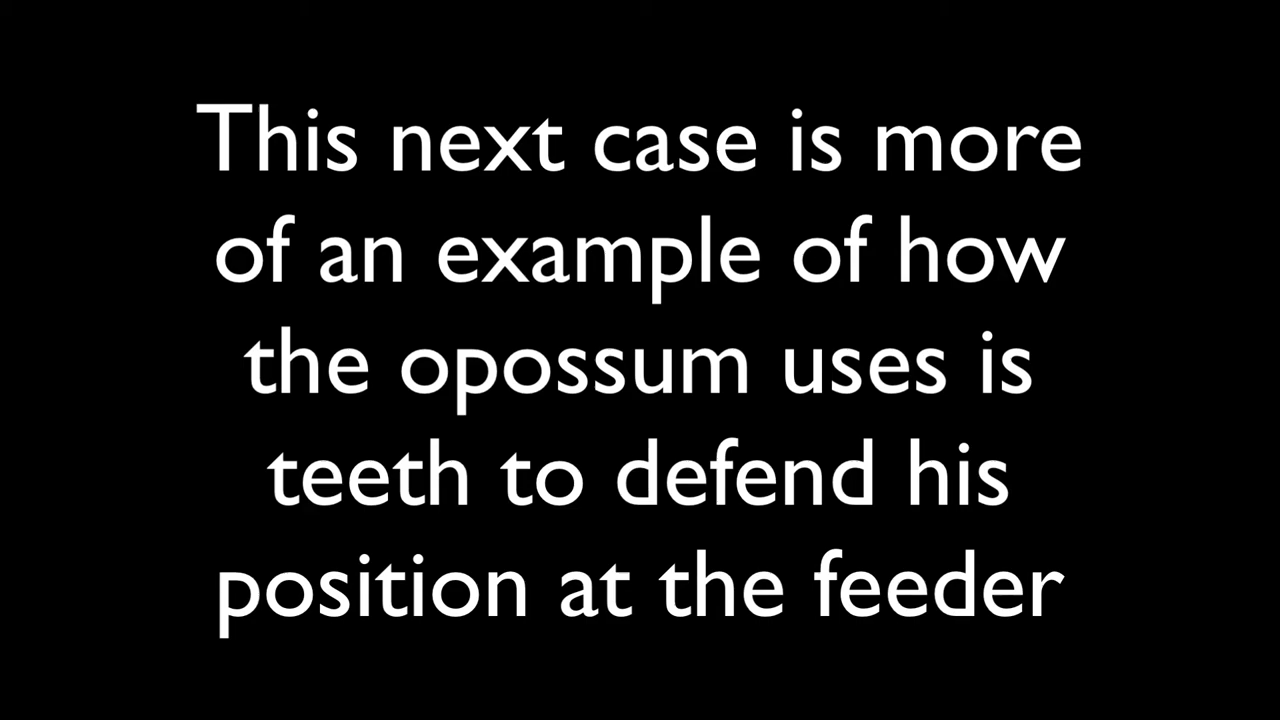 This next case is more
of an example of how
the opossum uses is
teeth to defend his
position at the feeder